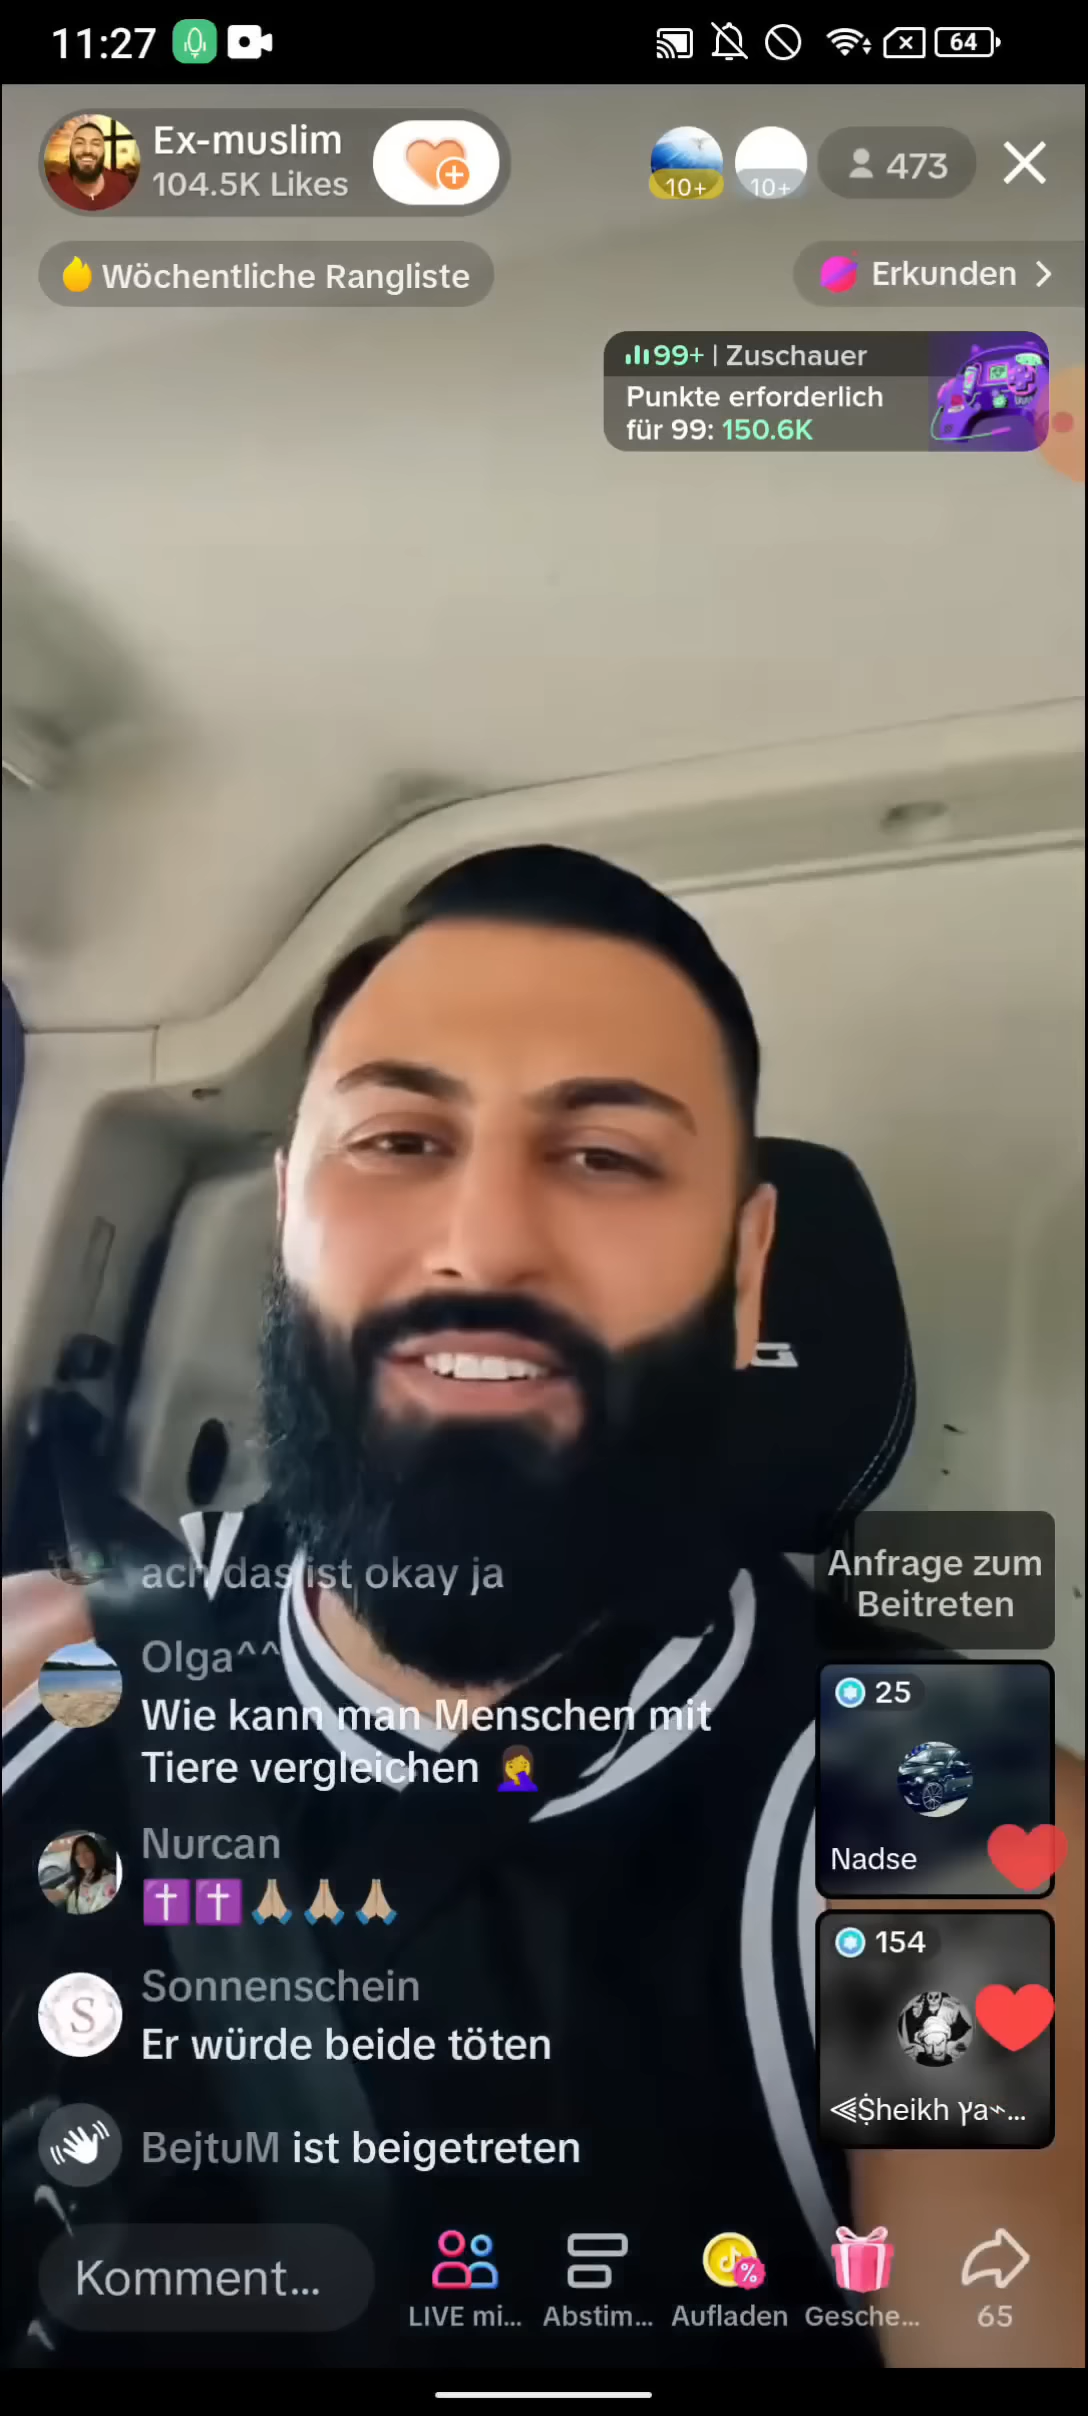 11:27
64
Ex-muslim
104.5K Likes
10+
10+
473
Wöchentliche Rangliste
Erkunden
99+ | Zuschauer
Punkte erforderlich
für 99: 150.6K
ach das ist okay ja
Anfrage zum
Beitreten
Olga^^
Wie kann man Menschen mit
Tiere vergleichen 🤦‍♀️
25
Nadse
Nurcan
✝️✝️🙏🏼🙏🏼🙏🏼
154
S
Sonnenschein
Er würde beide töten
BejtuM ist beigetreten
Komment...
LIVE mi...
Abstim...
Aufladen
Gesche...
65